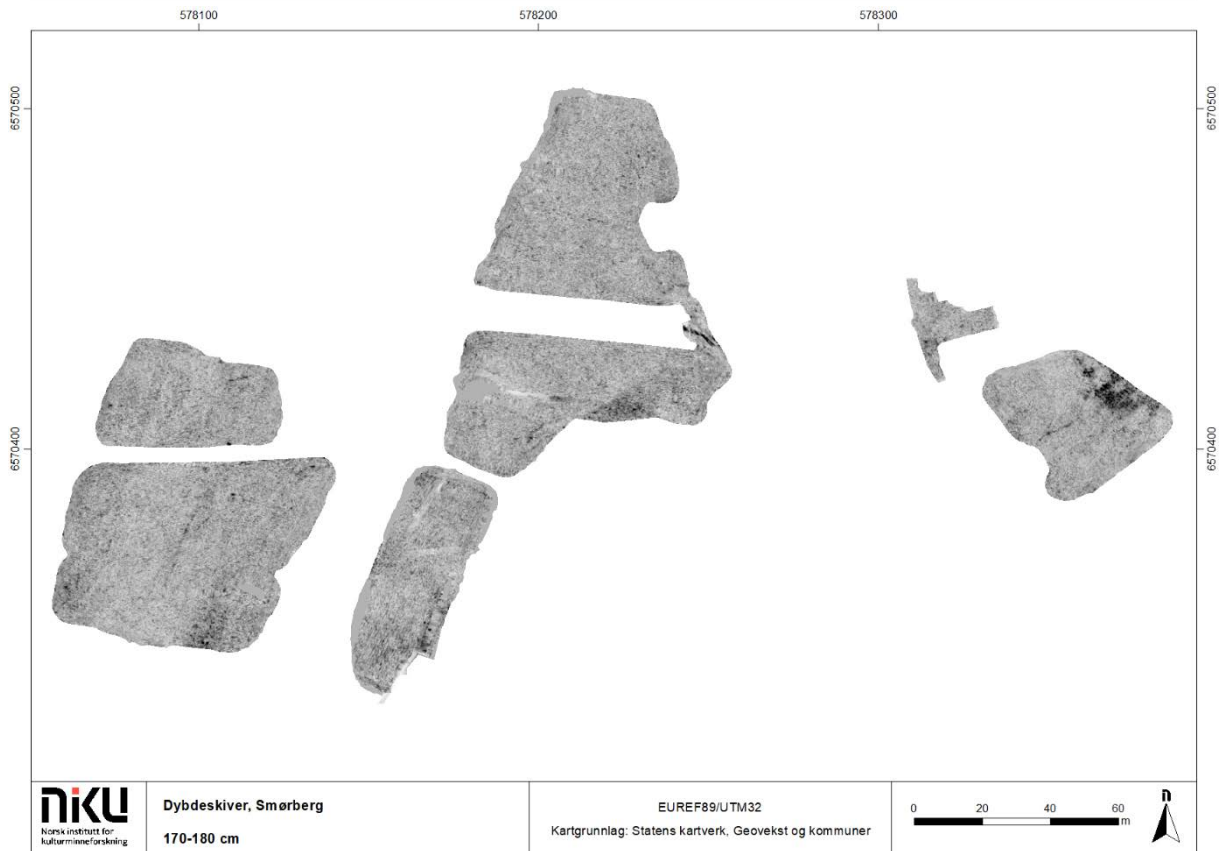 578100 578200 578300
6570500 6570500
6570400 6570400
NIKU
Norsk institutt for
kulturminneforskning
Dybdeskiver, Smørberg
170-180 cm
EUREF89/UTM32
Kartgrunnlag: Statens kartverk, Geovekst og kommuner
0 20 40 60
m
n